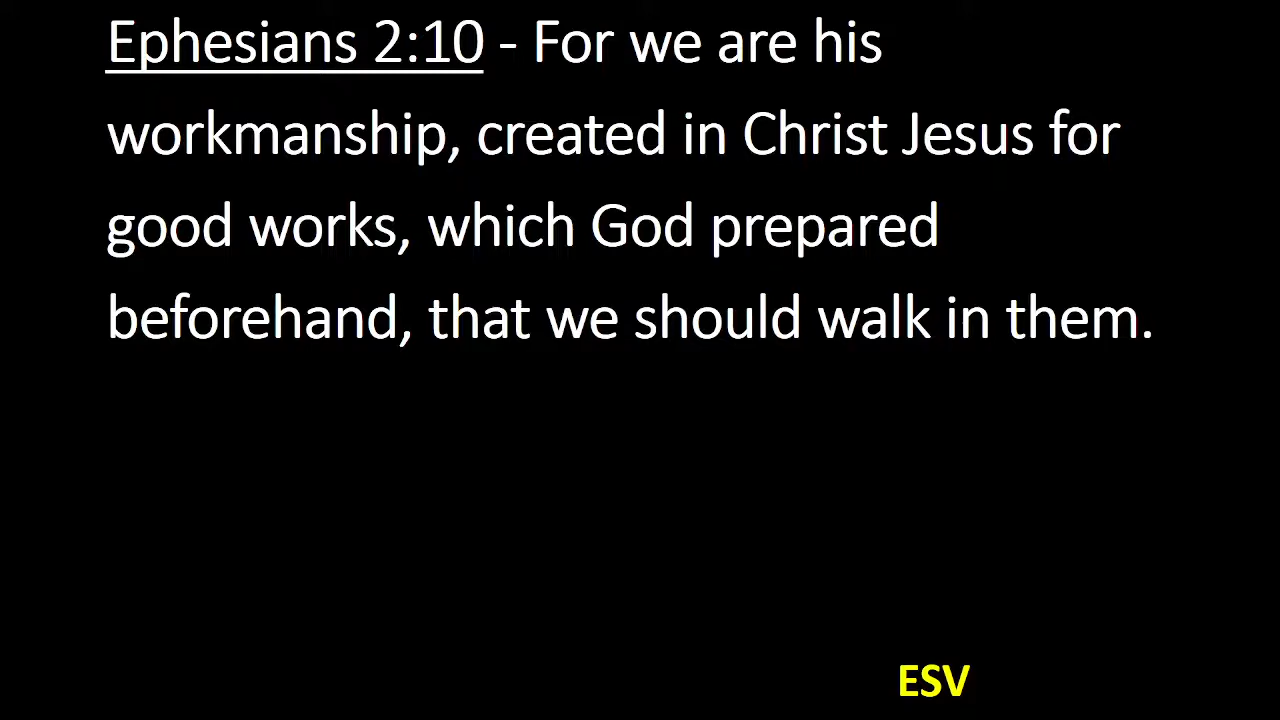 Ephesians 2:10 - For we are his
workmanship, created in Christ Jesus for
good works, which God prepared
beforehand, that we should walk in them.
ESV